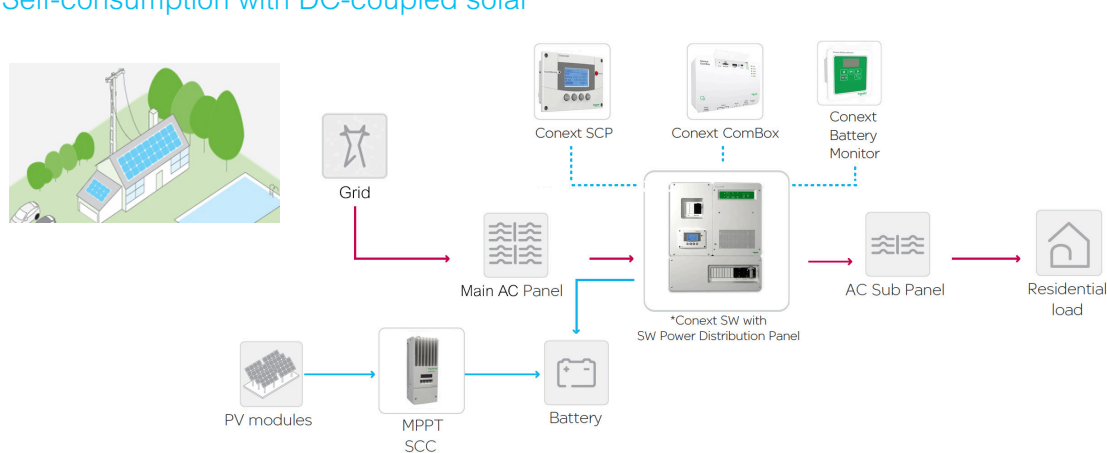 Self-consumption with DC-coupled solar
Conext SCP
Conext ComBox
Conext
Battery
Monitor
Grid
Main AC Panel
*Conext SW with
SW Power Distribution Panel
AC Sub Panel
Residential
load
PV modules
MPPT
SCC
Battery